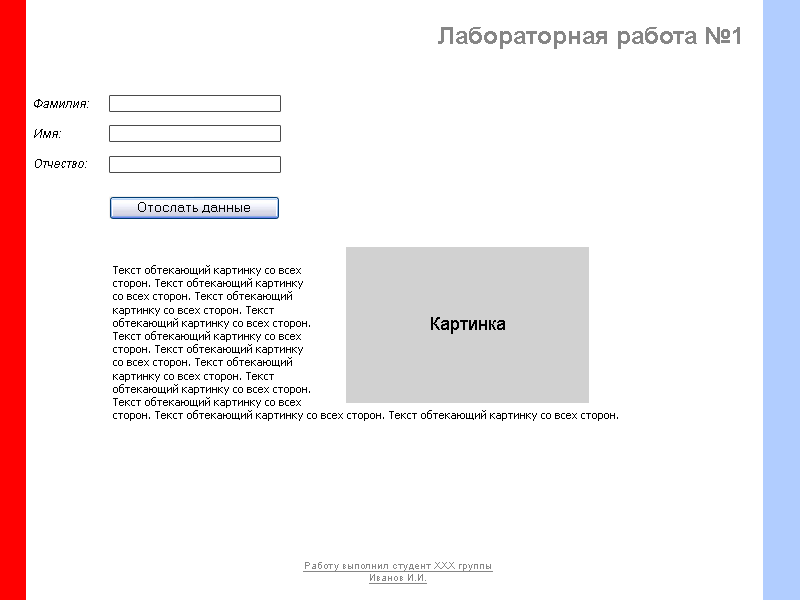 Лабораторная работа №1
Фамилия:
Имя:
Отчество:
Отослать данные
Текст обтекающий картинку со всех
сторон. Текст обтекающий картинку
со всех сторон. Текст обтекающий
картинку со всех сторон. Текст
обтекающий картинку со всех сторон.
Текст обтекающий картинку со всех
сторон. Текст обтекающий картинку
со всех сторон. Текст обтекающий
картинку со всех сторон. Текст
обтекающий картинку со всех сторон.
Текст обтекающий картинку со всех
сторон. Текст обтекающий картинку со всех сторон. Текст обтекающий картинку со всех сторон.
Картинка
Работу выполнил студент XXX группы
Иванов И.И.